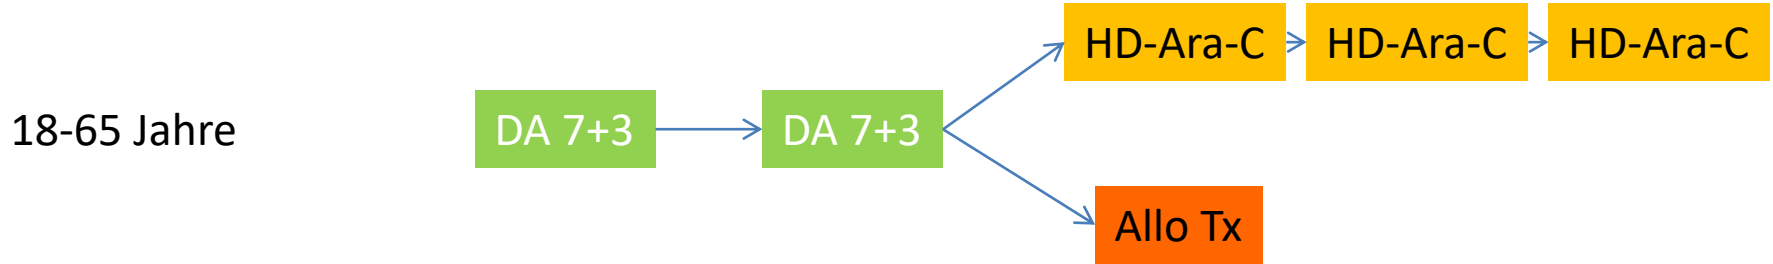 18-65 Jahre
DA 7+3
DA 7+3
HD-Ara-C
HD-Ara-C
HD-Ara-C
Allo Tx